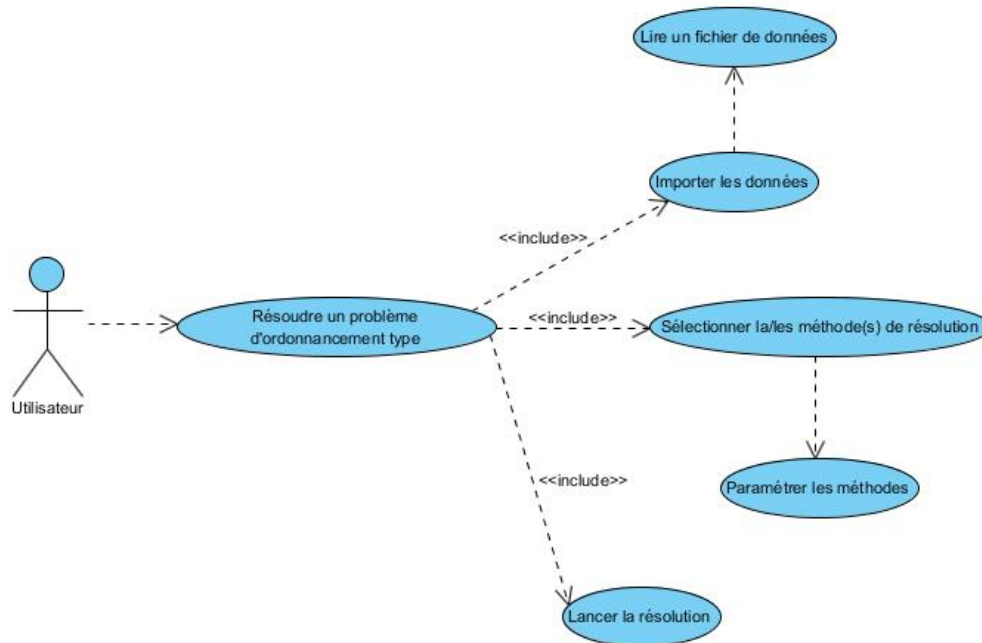 Lire un fichier de données
Importer les données
<<include>>
Résoudre un problème
d'ordonnancement type
<<include>>
Sélectionner la/les méthode(s) de résolution
Utilisateur
<<include>>
Paramétrer les méthodes
Lancer la résolution